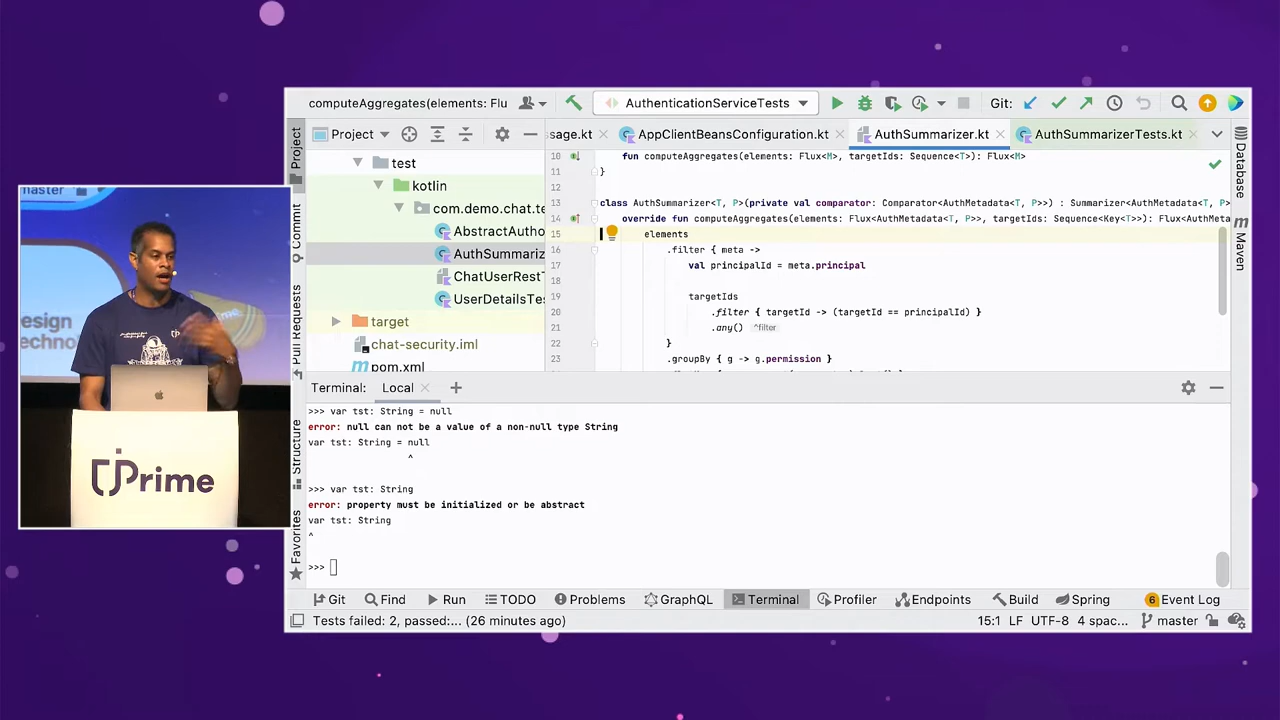 master
esign
echno
jPrime
computeAggregates(elements: Flu
AuthenticationServiceTests
Git:
Project
sage.kt
AppClientBeansConfiguration.kt
AuthSummarizer.kt
AuthSummarizerTests.kt
Project
Commit
Pull Requests
Structure
Favorites
Database
Maven
test
kotlin
com.demo.chat.te
AbstractAutho
AuthSummariz
ChatUserRestT
UserDetailsTes
target
chat-security.iml
pom.xml
10 fun computeAggregates(elements: Flux<M>, targetIds: Sequence<T>): Flux<M>
11 }
12
13 class AuthSummarizer<T, P>(private val comparator: Comparator<AuthMetadata<T, P>>) : Summarizer<AuthMetadata<T, P>
14 override fun computeAggregates(elements: Flux<AuthMetadata<T, P>>, targetIds: Sequence<Key<T>>): Flux<AuthMeta
15 elements
16 .filter { meta ->
17 val principalId = meta.principal
18
19 targetIds
20 .filter { targetId -> (targetId == principalId) }
21 .any() ^filter
22 }
23 .groupBy { g -> g.permission }
Terminal: Local
>>> var tst: String = null
error: null can not be a value of a non-null type String
var tst: String = null
^
>>> var tst: String
error: property must be initialized or be abstract
var tst: String
^
>>>
Git Find Run TODO Problems GraphQL Terminal Profiler Endpoints Build Spring 6 Event Log
Tests failed: 2, passed:... (26 minutes ago) 15:1 LF UTF-8 4 spac... master